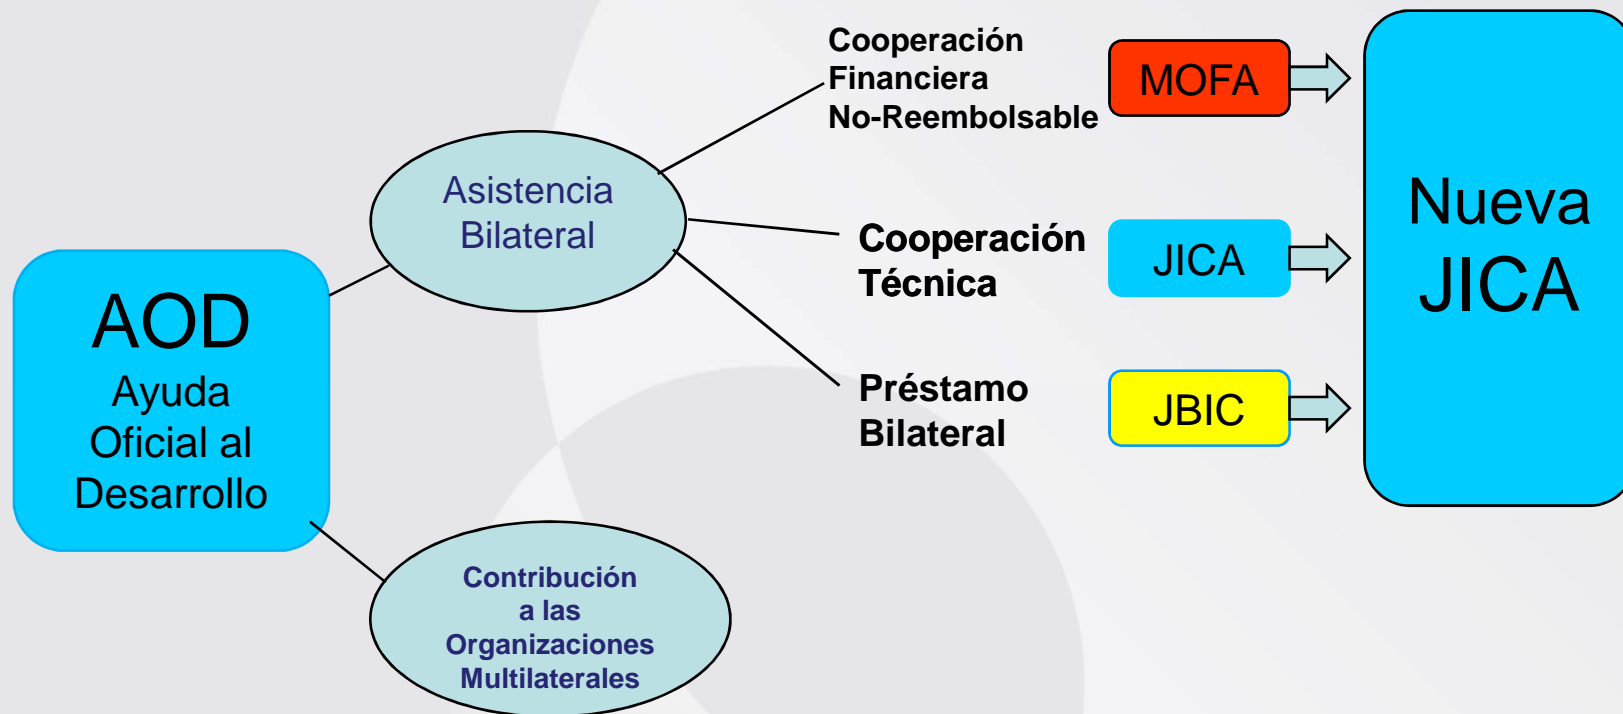 AOD
Ayuda
Oficial al
Desarrollo
Asistencia
Bilateral
Contribución
a las
Organizaciones
Multilaterales
Cooperación
Financiera
No-Reembolsable
MOFA
Cooperación
Técnica
JICA
Préstamo
Bilateral
JBIC
Nueva
JICA